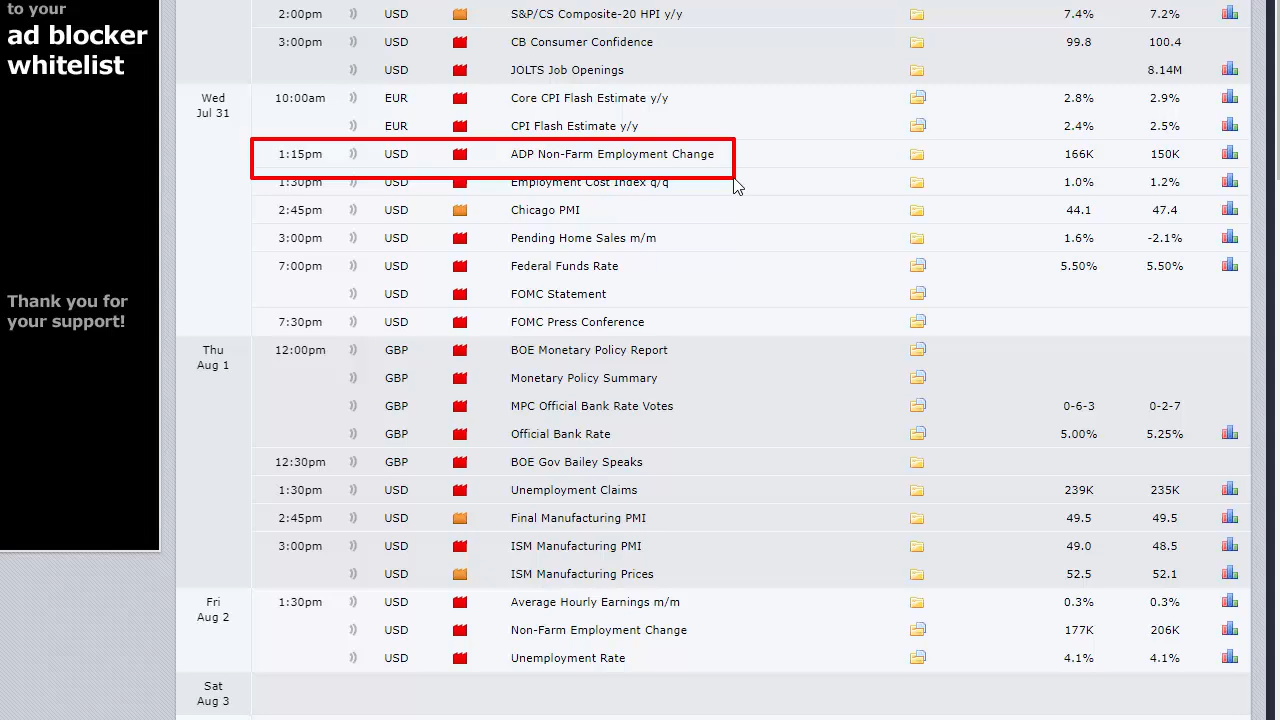 to your
ad blocker
whitelist
Thank you for
your support!
2:00pm USD S&P/CS Composite-20 HPI y/y 7.4% 7.2%
3:00pm USD CB Consumer Confidence 99.8
USD JOLTS Job Openings 8.14M
Wed
Jul 31
10:00am EUR Core CPI Flash Estimate y/y 2.8% 2.9%
EUR CPI Flash Estimate y/y 2.4% 2.5%
1:15pm USD ADP Non-Farm Employment Change 166K 150K
1:30pm USD Employment Cost Index q/q 1.0% 1.2%
2:45pm USD Chicago PMI 44.1
3:00pm USD Pending Home Sales m/m 1.6% -2.1%
7:00pm USD Federal Funds Rate 5.50% 5.50%
USD FOMC Statement
7:30pm USD FOMC Press Conference
Thu
Aug 1
12:00pm GBP BOE Monetary Policy Report
GBP Monetary Policy Summary
GBP MPC Official Bank Rate Votes 0-6-3 0-2-7
GBP Official Bank Rate 5.00% 5.25%
12:30pm GBP BOE Gov Bailey Speaks
1:30pm USD Unemployment Claims 239K
2:45pm USD Final Manufacturing PMI 49.5
3:00pm USD ISM Manufacturing PMI 49.0 48.5
USD ISM Manufacturing Prices 52.5 52.1
Fri
Aug 2
1:30pm USD Average Hourly Earnings m/m 0.3% 0.3%
USD Non-Farm Employment Change 177K
USD Unemployment Rate 4.1% 4.1%
Sat
Aug 3